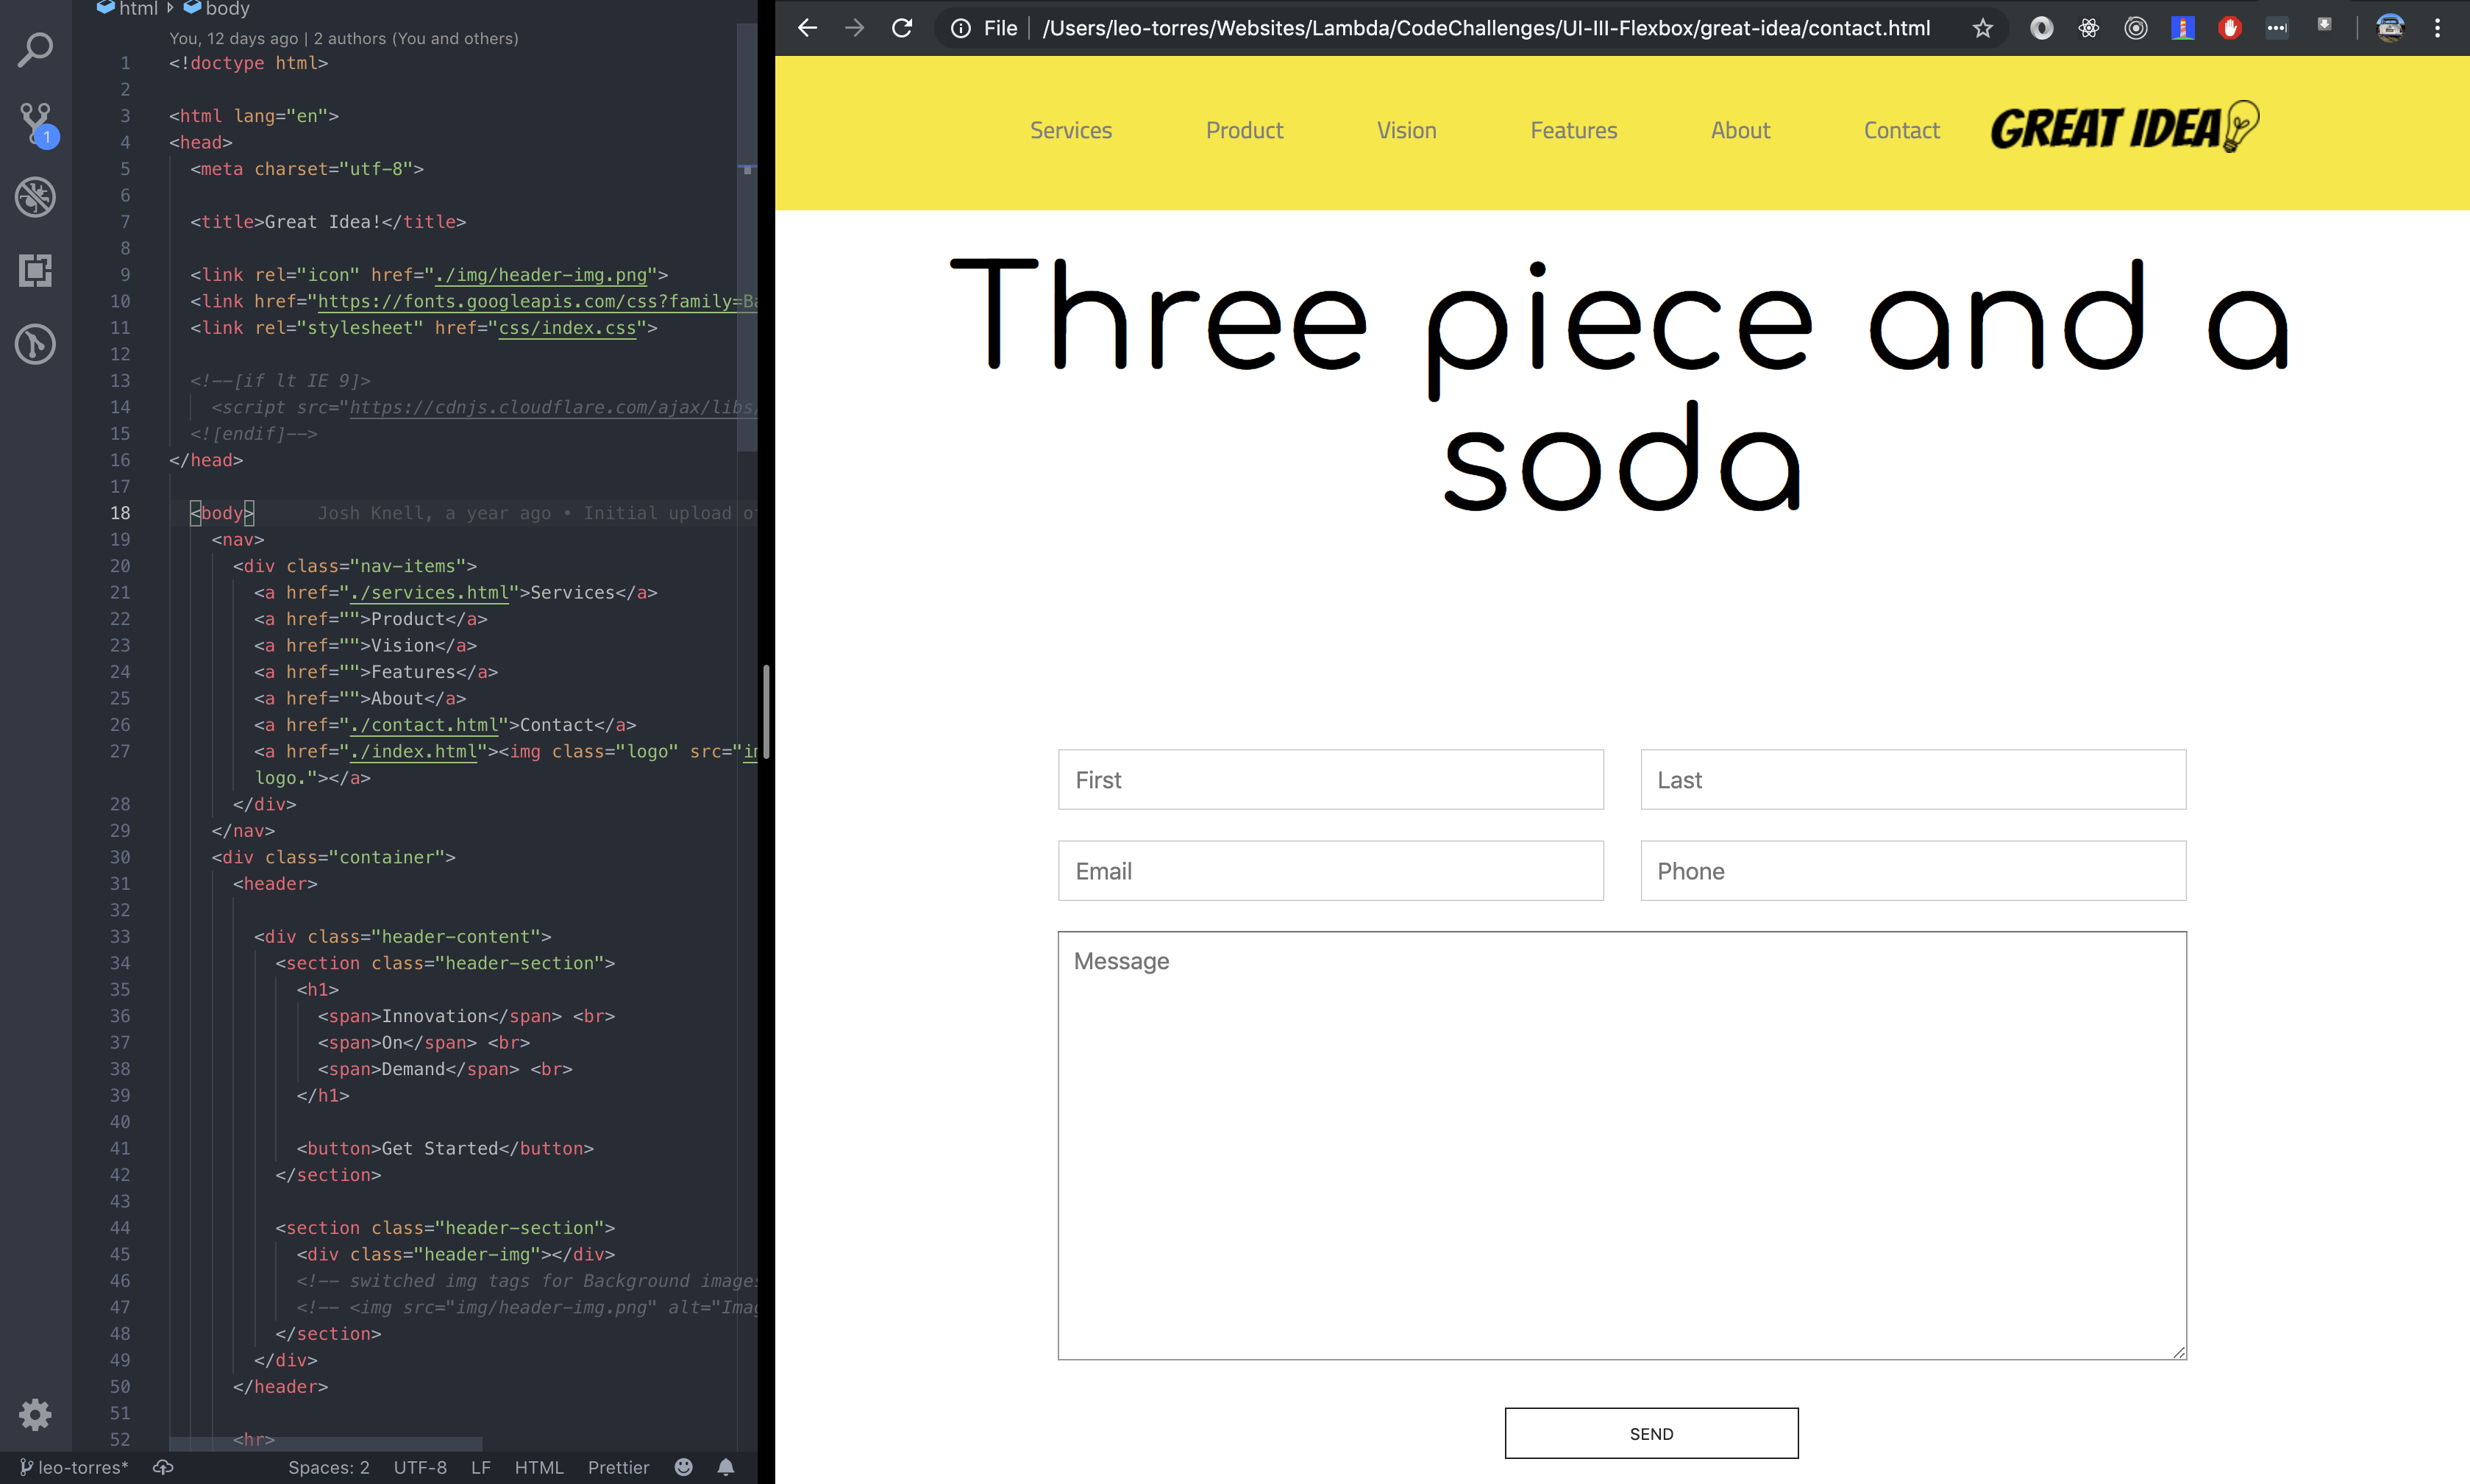 html body
You, 12 days ago | 2 authors (You and others)
1 <!doctype html>
2
3 <html lang="en">
4 <head>
5 <meta charset="utf-8">
6
7 <title>Great Idea!</title>
8
9 <link rel="icon" href="./img/header-img.png">
10 <link href="https://fonts.googleapis.com/css?family=Ba
11 <link rel="stylesheet" href="css/index.css">
12
13 <!--[if lt IE 9]>
14 <script src="https://cdnjs.cloudflare.com/ajax/libs/
15 <![endif]-->
16 </head>
17
18 <body> Josh Knell, a year ago • Initial upload of
19 <nav>
20 <div class="nav-items">
21 <a href="./services.html">Services</a>
22 <a href="">Product</a>
23 <a href="">Vision</a>
24 <a href="">Features</a>
25 <a href="">About</a>
26 <a href="./contact.html">Contact</a>
27 <a href="./index.html"><img class="logo" src="im
logo."></a>
28 </div>
29 </nav>
30 <div class="container">
31 <header>
32
33 <div class="header-content">
34 <section class="header-section">
35 <h1>
36 <span>Innovation</span> <br>
37 <span>On</span> <br>
38 <span>Demand</span> <br>
39 </h1>
40
41 <button>Get Started</button>
42 </section>
43
44 <section class="header-section">
45 <div class="header-img"></div>
46 <!-- switched img tags for Background images
47 <!-- <img src="img/header-img.png" alt="Imag
48 </section>
49 </div>
50 </header>
51
52 <hr>
1
leo-torres* Spaces: 2 UTF-8 LF HTML Prettier
File /Users/leo-torres/Websites/Lambda/CodeChallenges/UI-III-Flexbox/great-idea/contact.html
Services Product Vision Features About Contact GREAT IDEA
Three piece and a
soda
First Last
Email Phone
Message
SEND